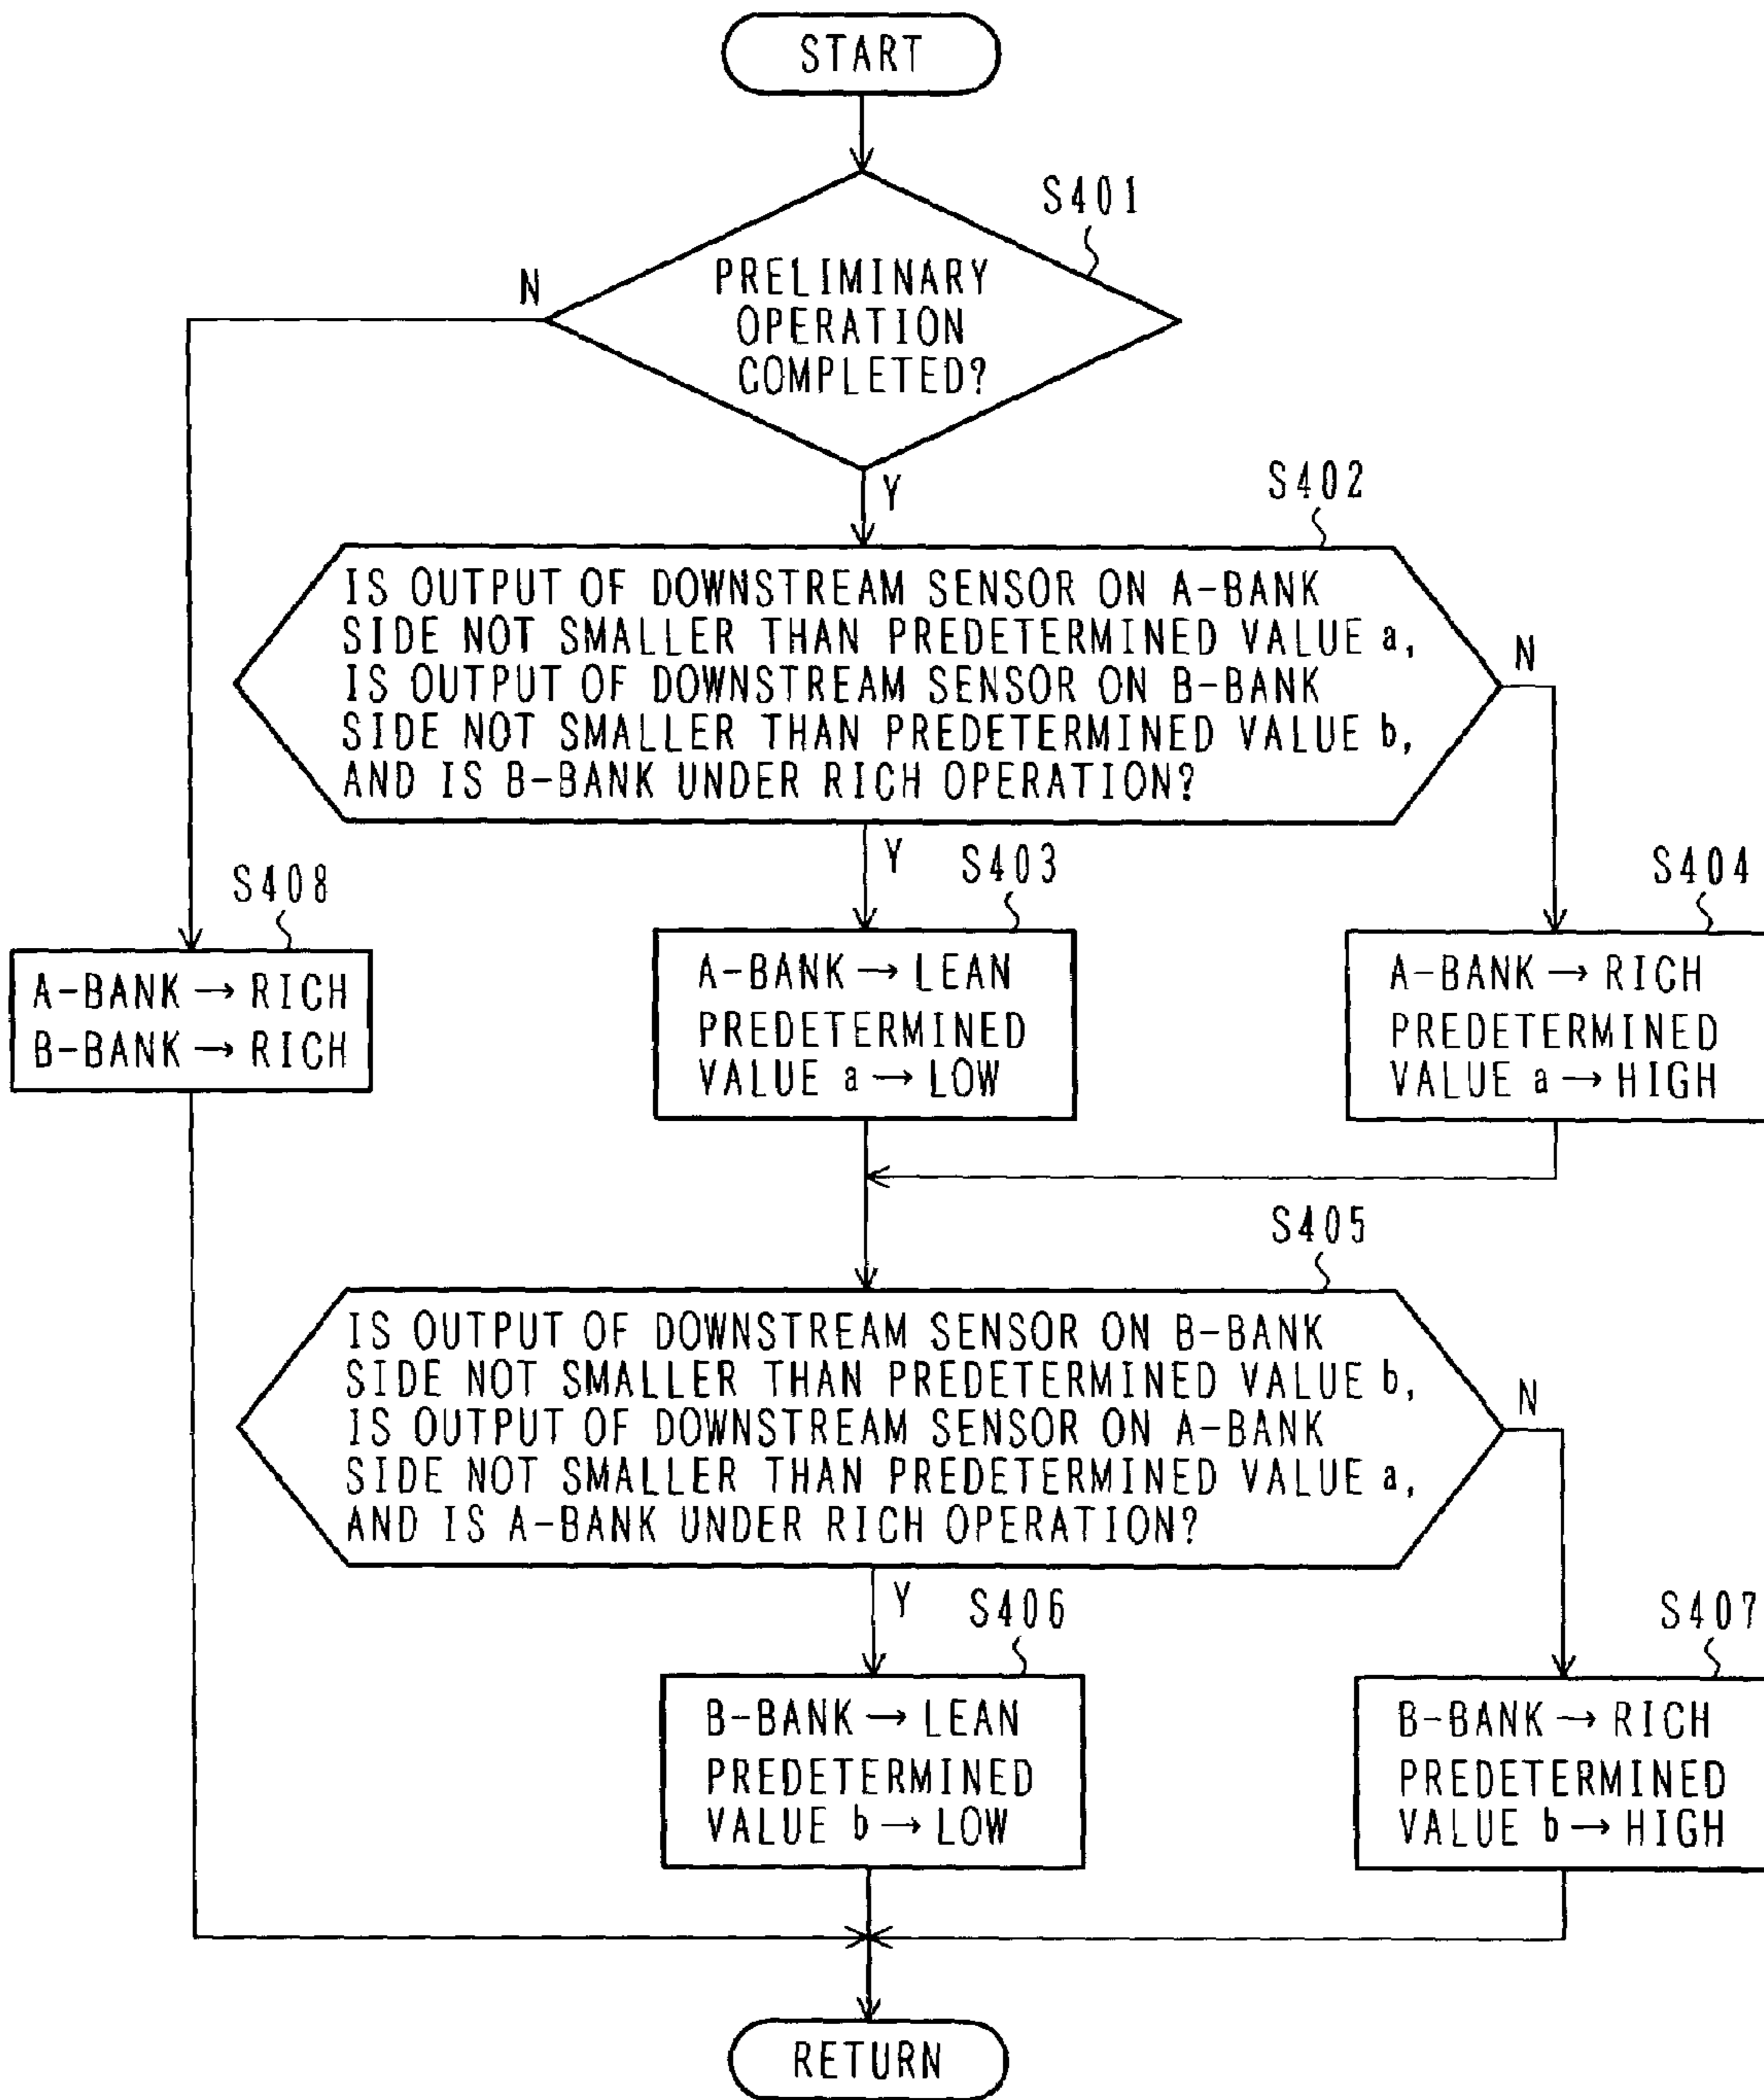 START
S401
N
PRELIMINARY
OPERATION
COMPLETED?
Y
S402
IS OUTPUT OF DOWNSTREAM SENSOR ON A-BANK
SIDE NOT SMALLER THAN PREDETERMINED VALUE a,
IS OUTPUT OF DOWNSTREAM SENSOR ON B-BANK
SIDE NOT SMALLER THAN PREDETERMINED VALUE b,
AND IS B-BANK UNDER RICH OPERATION?
N
Y
S408
A-BANK → RICH
B-BANK → RICH
S403
A-BANK → LEAN
PREDETERMINED
VALUE a → LOW
S404
A-BANK → RICH
PREDETERMINED
VALUE a → HIGH
S405
IS OUTPUT OF DOWNSTREAM SENSOR ON B-BANK
SIDE NOT SMALLER THAN PREDETERMINED VALUE b,
IS OUTPUT OF DOWNSTREAM SENSOR ON A-BANK
SIDE NOT SMALLER THAN PREDETERMINED VALUE a,
AND IS A-BANK UNDER RICH OPERATION?
N
Y
S406
B-BANK → LEAN
PREDETERMINED
VALUE b → LOW
S407
B-BANK → RICH
PREDETERMINED
VALUE b → HIGH
RETURN